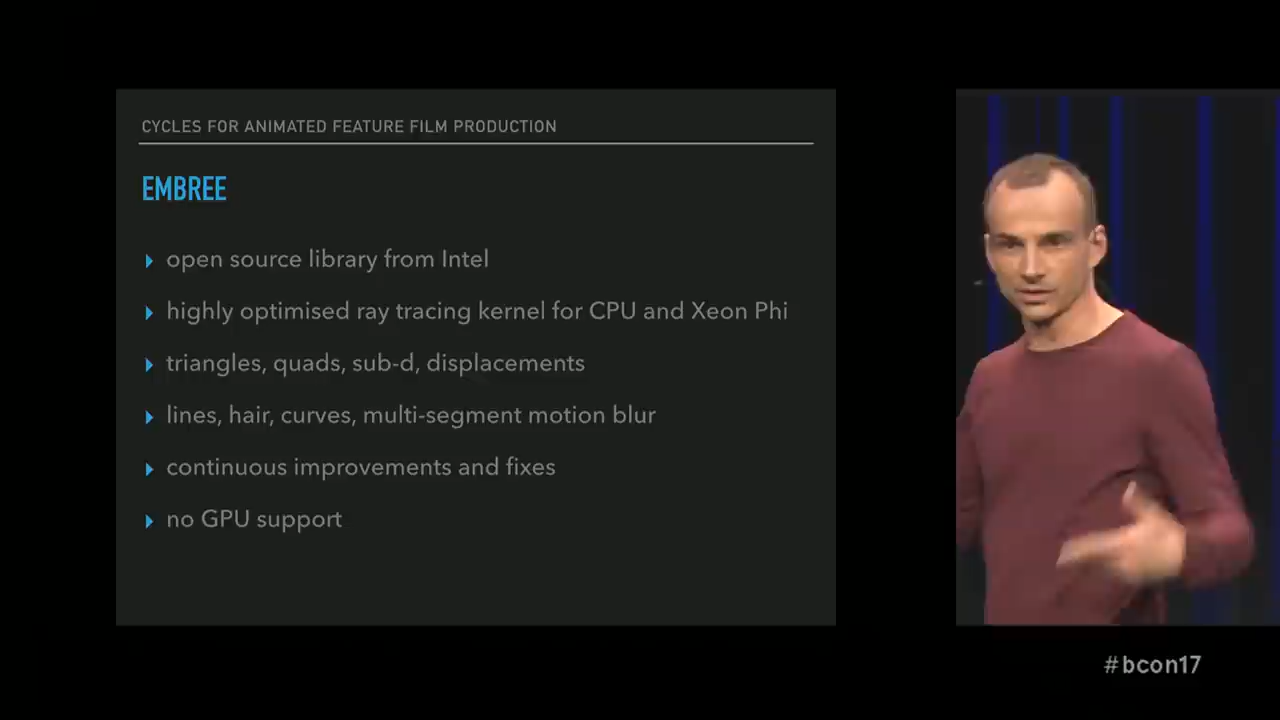 CYCLES FOR ANIMATED FEATURE FILM PRODUCTION
EMBREE
open source library from Intel
highly optimised ray tracing kernel for CPU and Xeon Phi
triangles, quads, sub-d, displacements
lines, hair, curves, multi-segment motion blur
continuous improvements and fixes
no GPU support
#bcon17